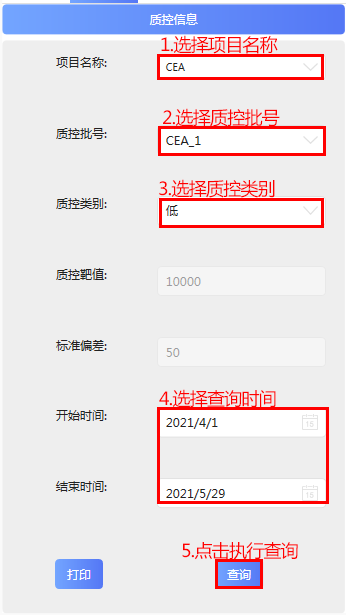 质控信息
1.选择项目名称
项目名称:
CEA
2.选择质控批号
质控批号:
CEA_1
3.选择质控类别
质控类别:
低
质控靶值:
10000
标准偏差:
50
4.选择查询时间
开始时间:
2021/4/1
15
结束时间:
2021/5/29
15
5.点击执行查询
打印
查询